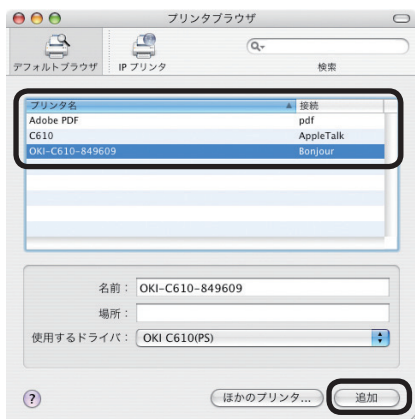 プリンタブラウザ
デフォルトブラウザ IP プリンタ 検索
プリンタ名 接続
Adobe PDF pdf
C610 AppleTalk
OKI-C610-849609 Bonjour
名前： OKI-C610-849609
場所：
使用するドライバ： OKI C610(PS)
? ほかのプリンタ... 追加